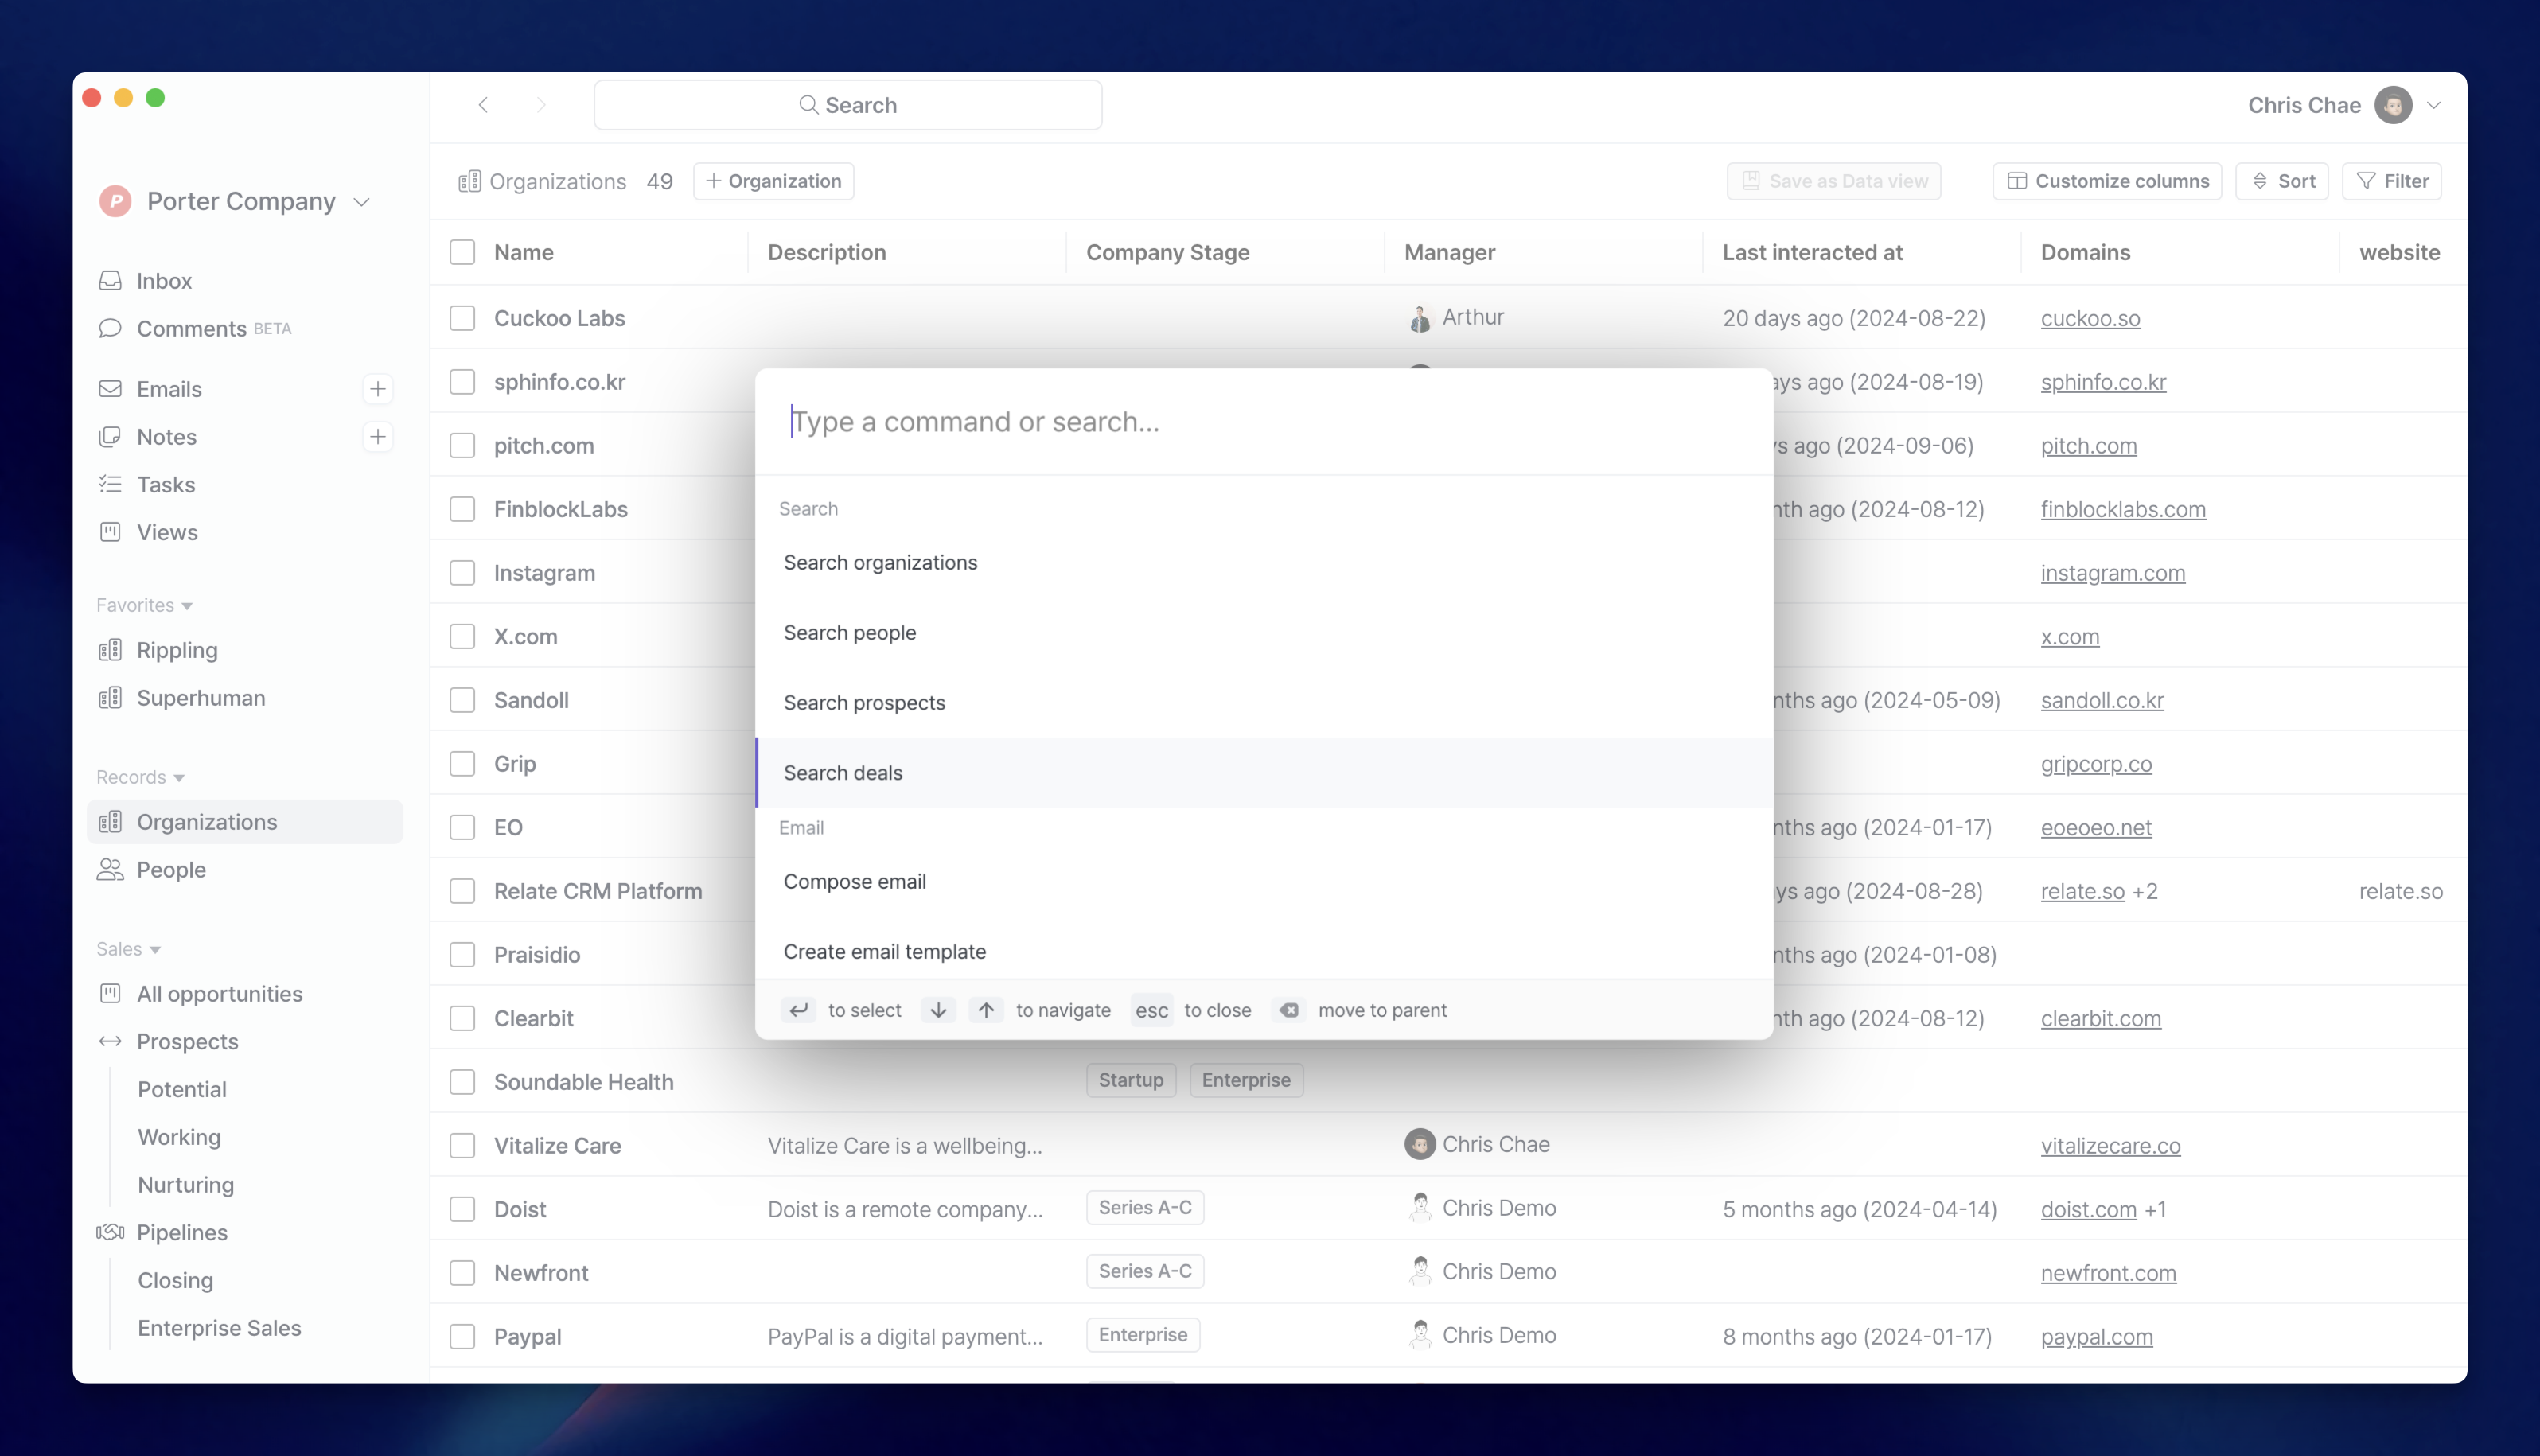 Search
Chris Chae
P Porter Company
Inbox
Comments BETA
Emails
Notes
Tasks
Views
Favorites
Rippling
Superhuman
Records
Organizations
People
Sales
All opportunities
Prospects
Potential
Working
Nurturing
Pipelines
Closing
Enterprise Sales
Organizations 49 + Organization Save as Data view Customize columns Sort Filter
Name Description Company Stage Manager Last interacted at Domains website
Cuckoo Labs Arthur 20 days ago (2024-08-22) cuckoo.so
sphinfo.co.kr ago (2024-08-19) sphinfo.co.kr
pitch.com ago (2024-09-06) pitch.com
FinblockLabs ago (2024-08-12) finblocklabs.com
Instagram instagram.com
X.com x.com
Sandoll ago (2024-05-09) sandoll.co.kr
Grip gripcorp.co
EO ago (2024-01-17) eoeoeo.net
Relate CRM Platform ago (2024-08-28) relate.so +2 relate.so
Praisidio ago (2024-01-08)
Clearbit ago (2024-08-12) clearbit.com
Soundable Health Startup Enterprise
Vitalize Care Vitalize Care is a wellbeing... Chris Chae vitalizecare.co
Doist Doist is a remote company... Series A-C Chris Demo 5 months ago (2024-04-14) doist.com +1
Newfront Series A-C Chris Demo newfront.com
Paypal PayPal is a digital payment... Enterprise Chris Demo 8 months ago (2024-01-17) paypal.com
Type a command or search...
Search
Search organizations
Search people
Search prospects
Search deals
Email
Compose email
Create email template
to select to navigate esc to close move to parent